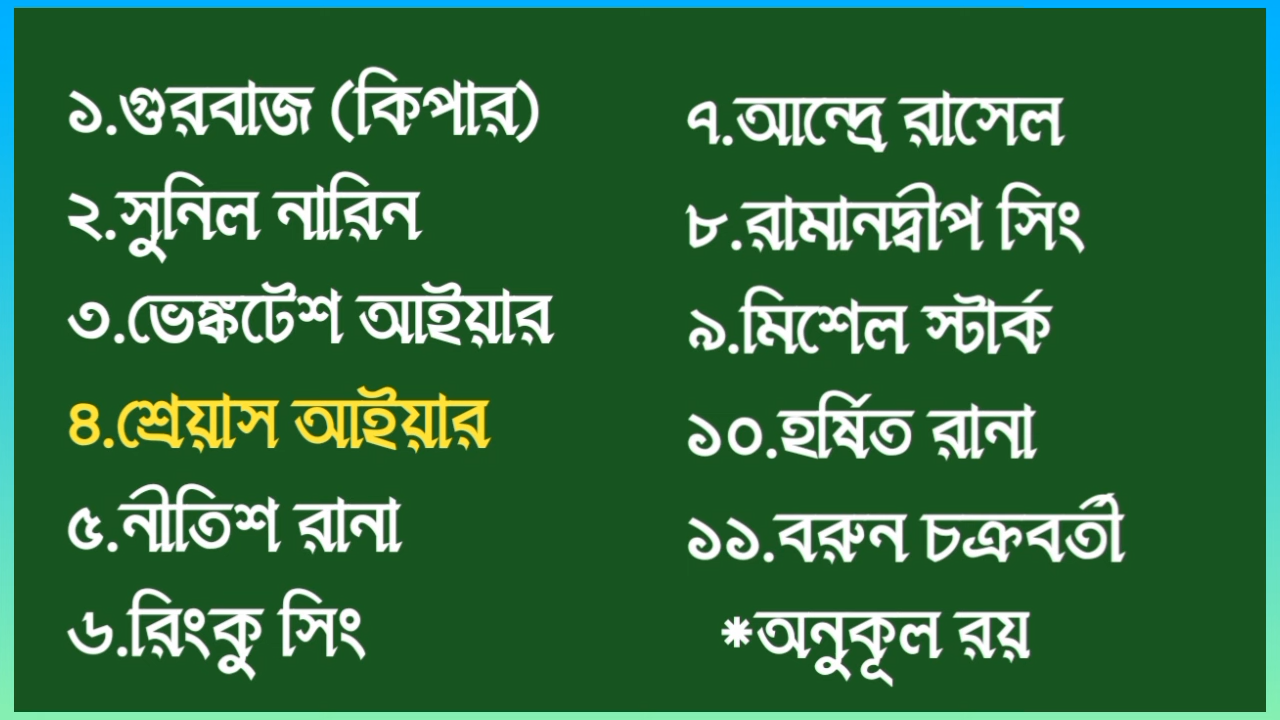 ১.গুরবাজ (কিপার)
২.সুনিল নারিন
৩.ভেঙ্কটেশ আইয়ার
৪.শ্রেয়াস আইয়ার
৫.নীতিশ রানা
৬.রিংকু সিং
৭.আন্দ্রে রাসেল
৮.রামানদ্বীপ সিং
৯.মিশেল স্টার্ক
১০.হর্ষিত রানা
১১.বরুন চক্রবর্তী
*অনুকূল রয়